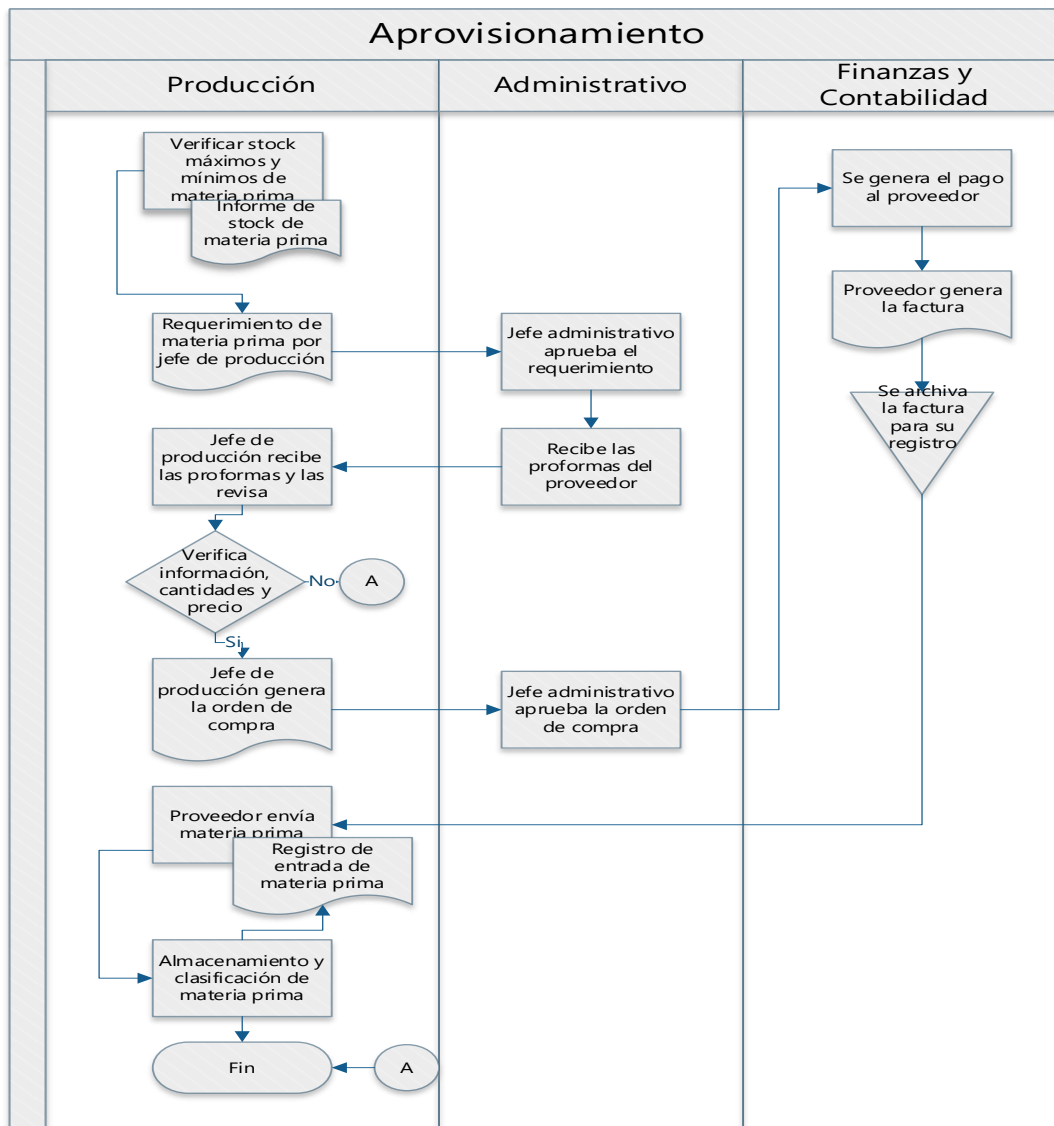 Aprovisionamiento
Producción
Administrativo
Finanzas y
Contabilidad
Verificar stock
máximos y
mínimos de
materia prima
Informe de
stock de
materia prima
Requerimiento de
materia prima por
jefe de producción
Jefe administrativo
aprueba el
requerimiento
Recibe las
proformas del
proveedor
Jefe de
producción recibe
las proformas y las
revisa
Verifica
información,
cantidades y
precio
No
A
Si
Jefe de
producción genera
la orden de
compra
Jefe administrativo
aprueba la orden
de compra
Se genera el pago
al proveedor
Proveedor genera
la factura
Se archiva
la factura
para su
registro
Proveedor envía
materia prima
Registro de
entrada de
materia prima
Almacenamiento y
clasificación de
materia prima
Fin
A